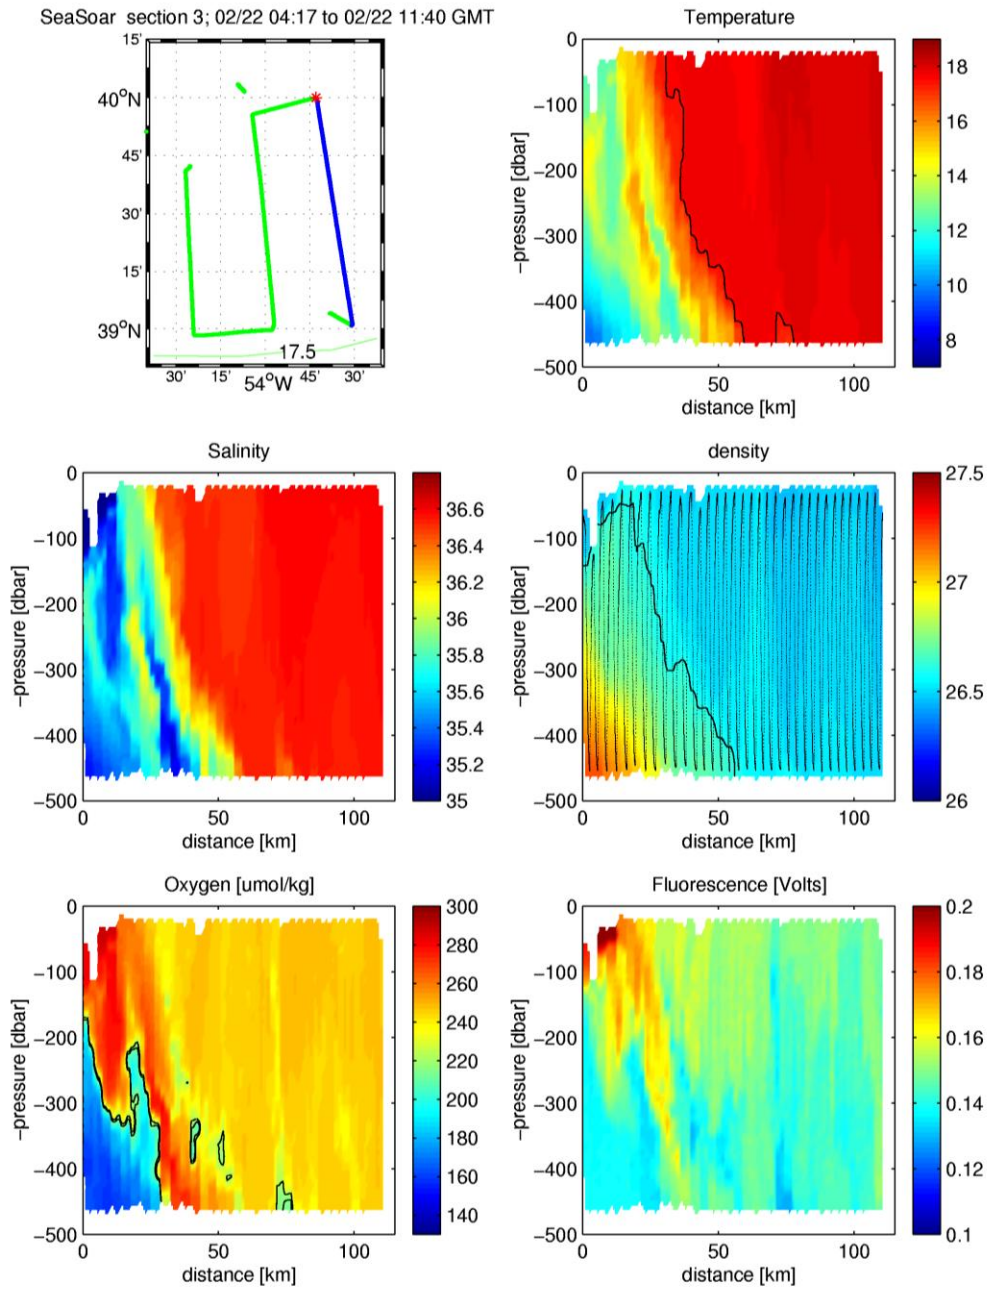 SeaSoar section 3; 02/22 04:17 to 02/22 11:40 GMT
15'
40°N
45'
30'
15'
39°N
17.5
30' 15' 54°W 45' 30'
Temperature
0
−100
−200
−300
−400
−500
−pressure [dbar]
0 50 100
distance [km]
18
16
14
12
10
8
Salinity
0
−100
−200
−300
−400
−500
−pressure [dbar]
0 50 100
distance [km]
36.6
36.4
36.2
36
35.8
35.6
35.4
35.2
35
density
0
−100
−200
−300
−400
−500
−pressure [dbar]
0 50 100
distance [km]
27.5
27
26.5
26
Oxygen [umol/kg]
0
−100
−200
−300
−400
−500
−pressure [dbar]
0 50 100
distance [km]
300
280
260
240
220
200
180
160
140
Fluorescence [Volts]
0
−100
−200
−300
−400
−500
−pressure [dbar]
0 50 100
distance [km]
0.2
0.18
0.16
0.14
0.12
0.1